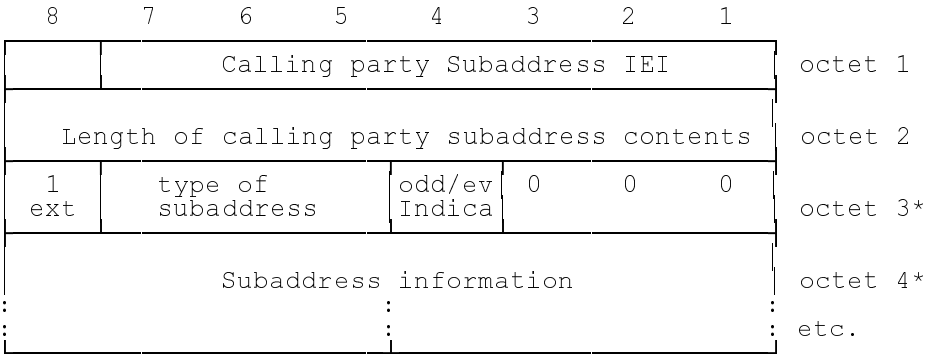 8 7 6 5 4 3 2 1
Calling party Subaddress IEI octet 1
Length of calling party subaddress contents octet 2
1 type of odd/ev 0 0 0
ext subaddress Indica octet 3*
Subaddress information octet 4*
: : :
: : : etc.